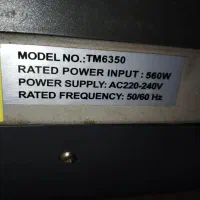 MODEL NO.:TM6350
RATED POWER INPUT : 560W
POWER SUPPLY: AC220-240V
RATED FREQUENCY: 50/60 Hz